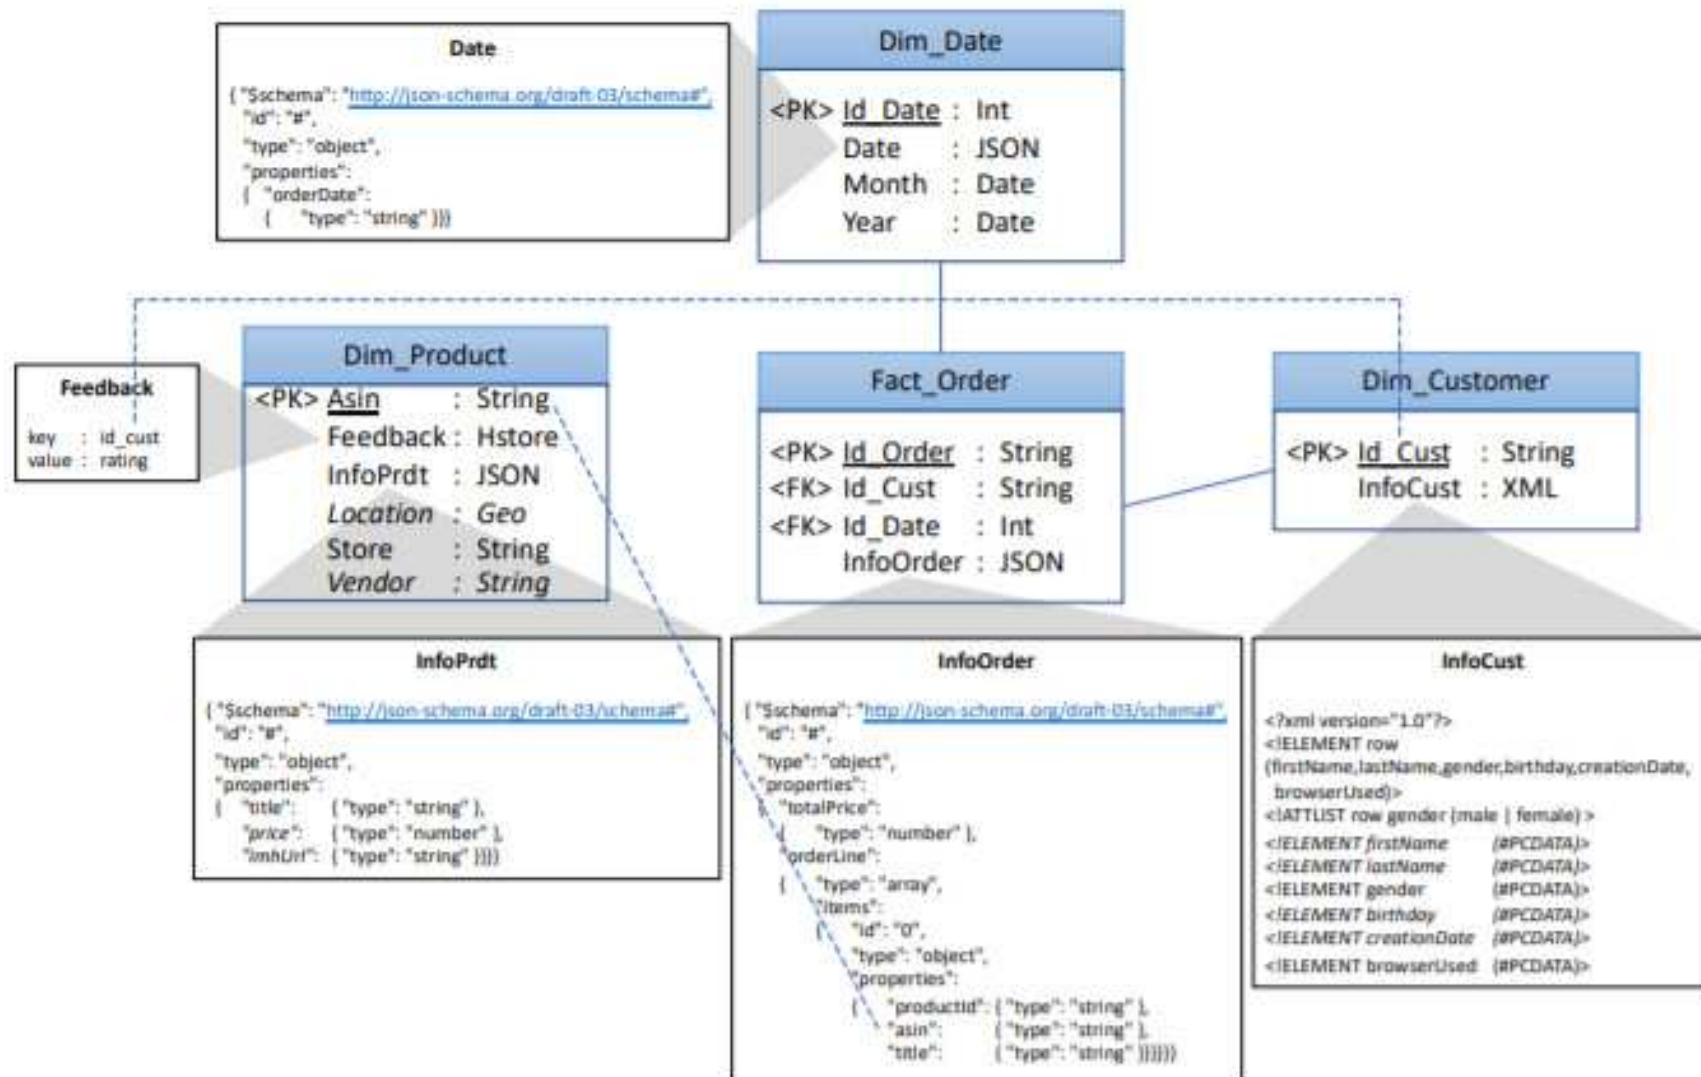 Date
{ "$schema": "http://json-schema.org/draft-03/schema#",
"id": "#",
"type": "object",
"properties":
{ "orderDate":
{ "type": "string" }}}
Dim_Date
<PK> Id_Date : Int
Date : JSON
Month : Date
Year : Date
Feedback
key : id_cust
value : rating
Dim_Product
<PK> Asin : String
Feedback : Hstore
InfoPrdt : JSON
Location : Geo
Store : String
Vendor : String
Fact_Order
<PK> Id_Order : String
<FK> Id_Cust : String
<FK> Id_Date : Int
InfoOrder : JSON
Dim_Customer
<PK> Id_Cust : String
InfoCust : XML
InfoPrdt
{ "$schema": "http://json-schema.org/draft-03/schema#",
"id": "#",
"type": "object",
"properties":
{ "title": { "type": "string" },
"price": { "type": "number" },
"imhUrl": { "type": "string" }}}}
InfoOrder
{ "$schema": "http://json-schema.org/draft-03/schema#",
"id": "#",
"type": "object",
"properties":
{ "totalPrice":
{ "type": "number" },
"orderLine":
{ "type": "array",
"items":
{ "id": "0",
"type": "object",
"properties":
{ "productId": { "type": "string" },
"asin": { "type": "string" },
"title": { "type": "string" }}}}}}
InfoCust
<?xml version="1.0"?>
<!ELEMENT row
(firstName,lastName,gender,birthday,creationDate,
browserUsed)>
<!ATTLIST row gender (male | female) >
<!ELEMENT firstName (#PCDATA)>
<!ELEMENT lastName (#PCDATA)>
<!ELEMENT gender (#PCDATA)>
<!ELEMENT birthday (#PCDATA)>
<!ELEMENT creationDate (#PCDATA)>
<!ELEMENT browserUsed (#PCDATA)>